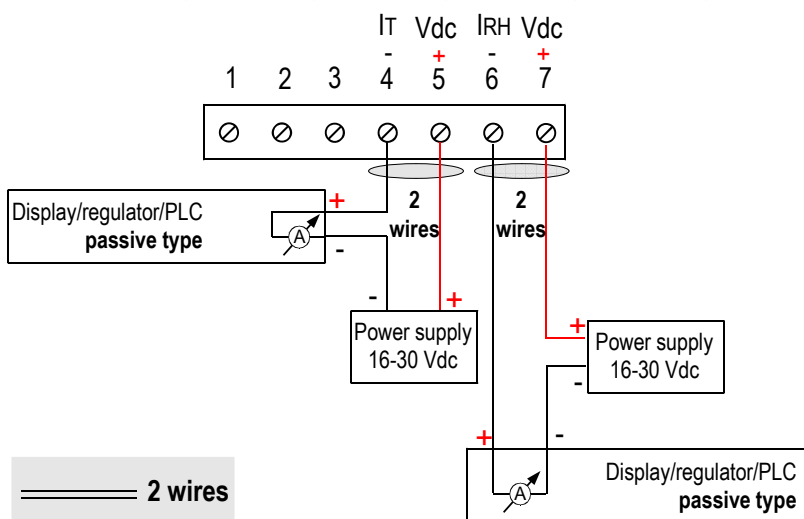 IT Vdc IRH Vdc
- + - +
1 2 3 4 5 6 7
2 wires
2 wires
Display/regulator/PLC
passive type
+
A
-
- +
Power supply
16-30 Vdc
+
Power supply
16-30 Vdc
-
+ -
A
Display/regulator/PLC
passive type
2 wires